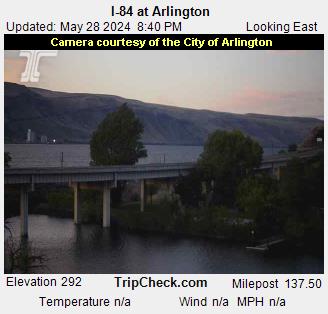 I-84 at Arlington
Updated: May 28 2024 8:40 PM Looking East
Camera courtesy of the City of Arlington
Elevation 292 TripCheck.com Milepost 137.50
Temperature n/a Wind n/a MPH n/a